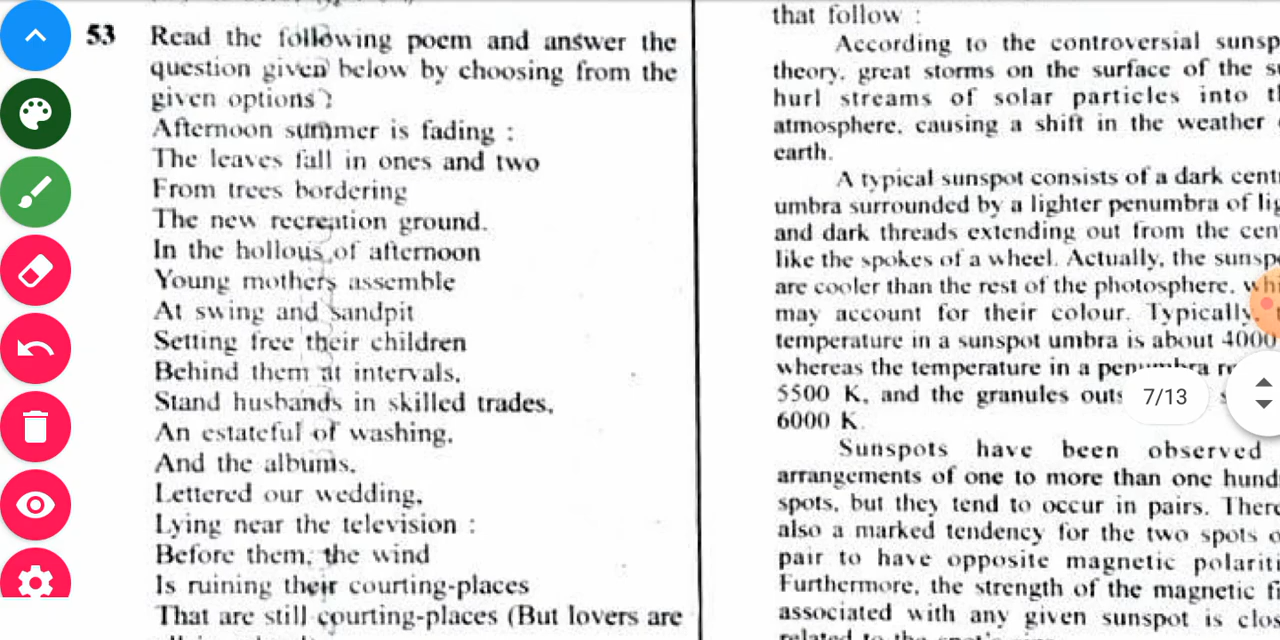 53 Read the following poem and answer the
question given below by choosing from the
given options :
Afternoon summer is fading :
The leaves fall in ones and two
From trees bordering
The new recreation ground.
In the hollous of afternoon
Young mothers assemble
At swing and sandpit
Setting free their children
Behind them at intervals,
Stand husbands in skilled trades,
An estateful of washing,
And the albums,
Lettered our wedding,
Lying near the television :
Before them, the wind
Is ruining their courting-places
That are still courting-places (But lovers are
that follow :
According to the controversial sunsp
theory, great storms on the surface of the s
hurl streams of solar particles into t
atmosphere, causing a shift in the weather
earth.
A typical sunspot consists of a dark cent
umbra surrounded by a lighter penumbra of lig
and dark threads extending out from the cen
like the spokes of a wheel. Actually, the sunsp
are cooler than the rest of the photosphere, whi
may account for their colour. Typically,
temperature in a sunspot umbra is about 4000
whereas the temperature in a penumbra
5500 K, and the granules outs
6000 K.
Sunspots have been observed
arrangements of one to more than one hund
spots, but they tend to occur in pairs. There
also a marked tendency for the two spots o
pair to have opposite magnetic polariti
Furthermore, the strength of the magnetic fi
associated with any given sunspot is clos
related to the spot's
7/13